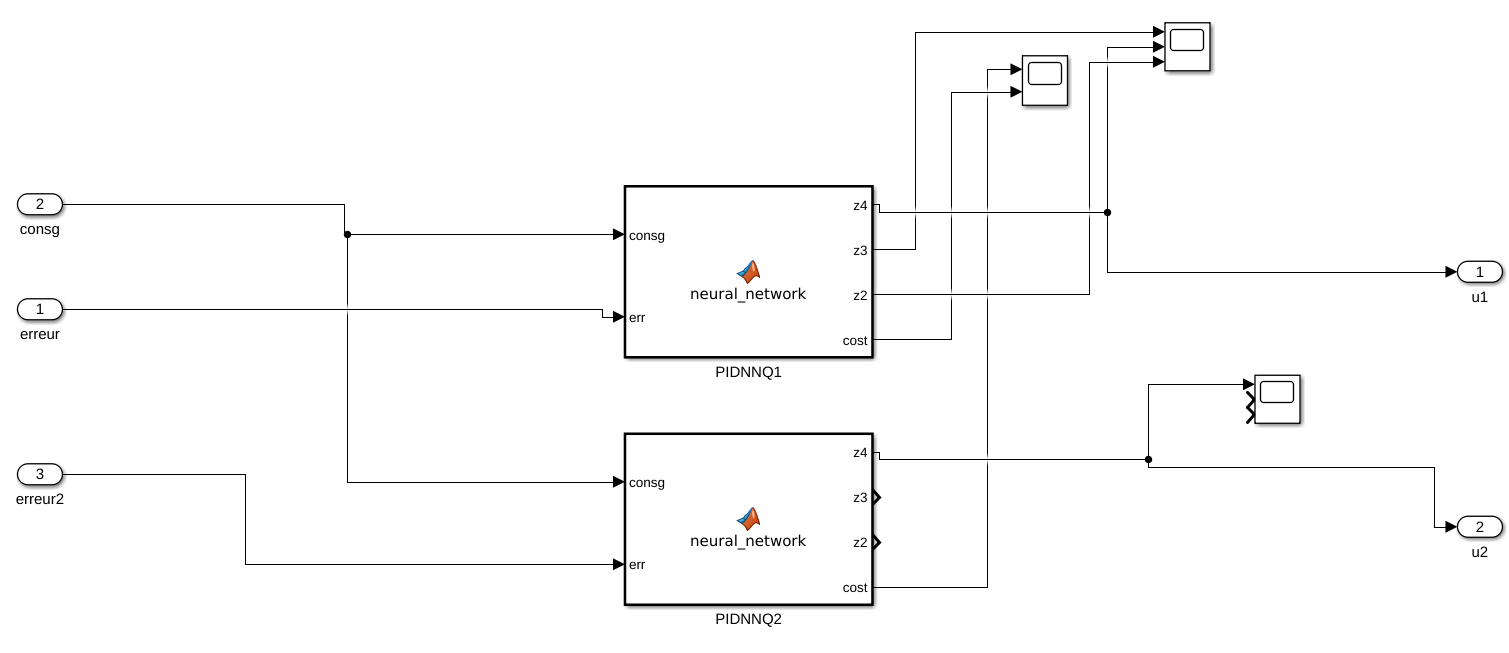 2
consg
1
erreur
3
erreur2
consg
err
neural_network
z4
z3
z2
cost
PIDNNQ1
consg
err
neural_network
z4
z3
z2
cost
PIDNNQ2
1
u1
2
u2